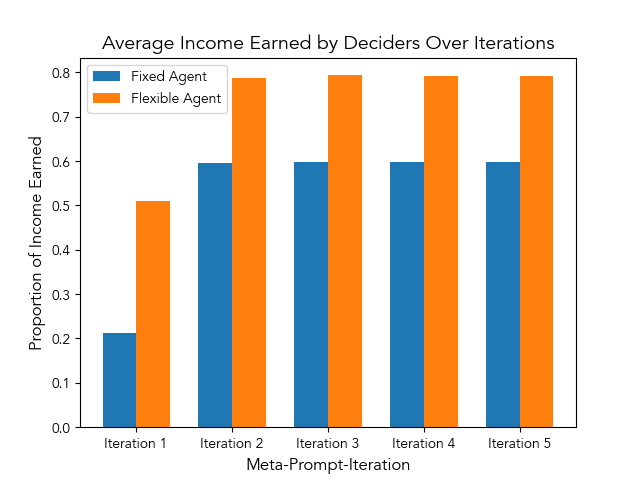 Average Income Earned by Deciders Over Iterations
Fixed Agent
Flexible Agent
Proportion of Income Earned
0.8
0.7
0.6
0.5
0.4
0.3
0.2
0.1
0.0
Iteration 1 Iteration 2 Iteration 3 Iteration 4 Iteration 5
Meta-Prompt-Iteration